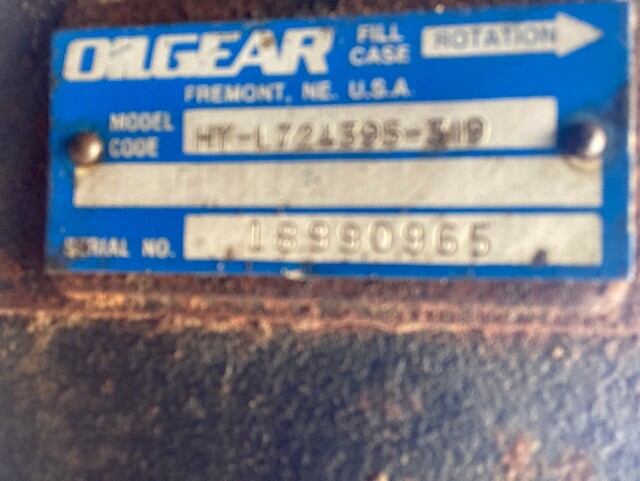 OILGEAR
FILL
CASE
ROTATION
FREMONT, NE. U.S.A.
MODEL
CODE
SERIAL NO. 18990965